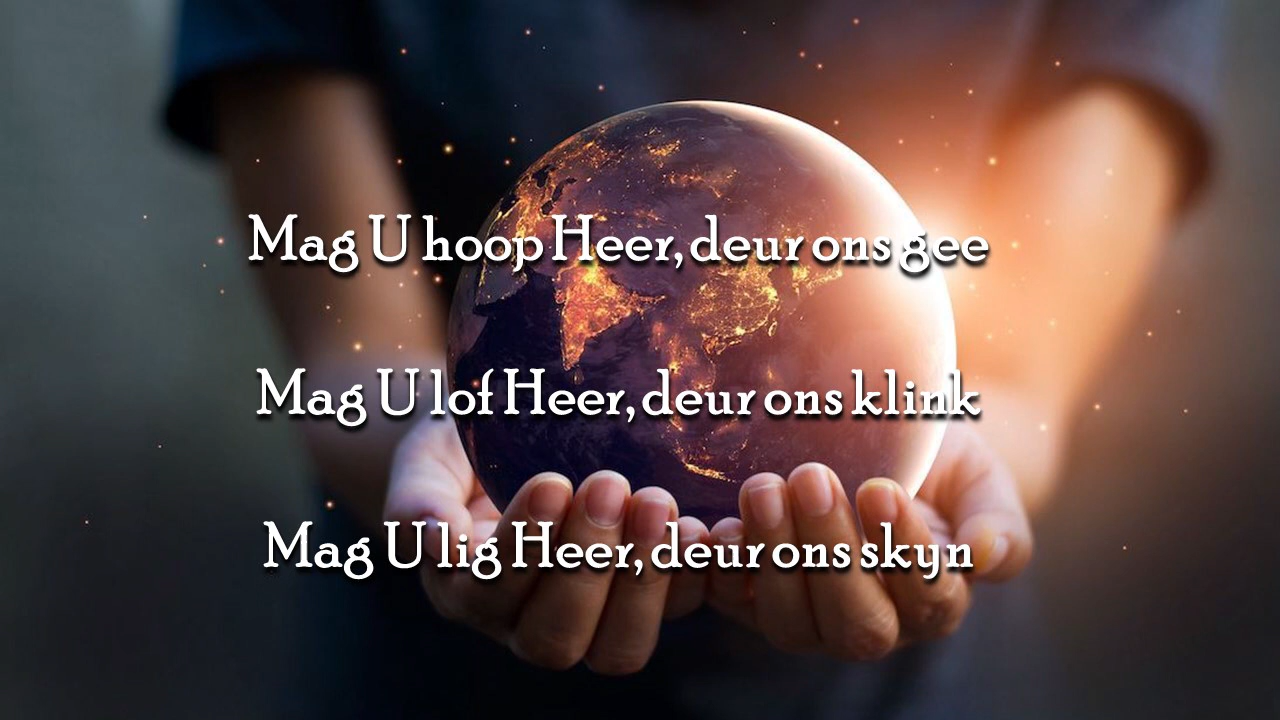 Mag U hoop Heer, deur ons gee
Mag U lof Heer, deur ons klink
Mag U lig Heer, deur ons skyn